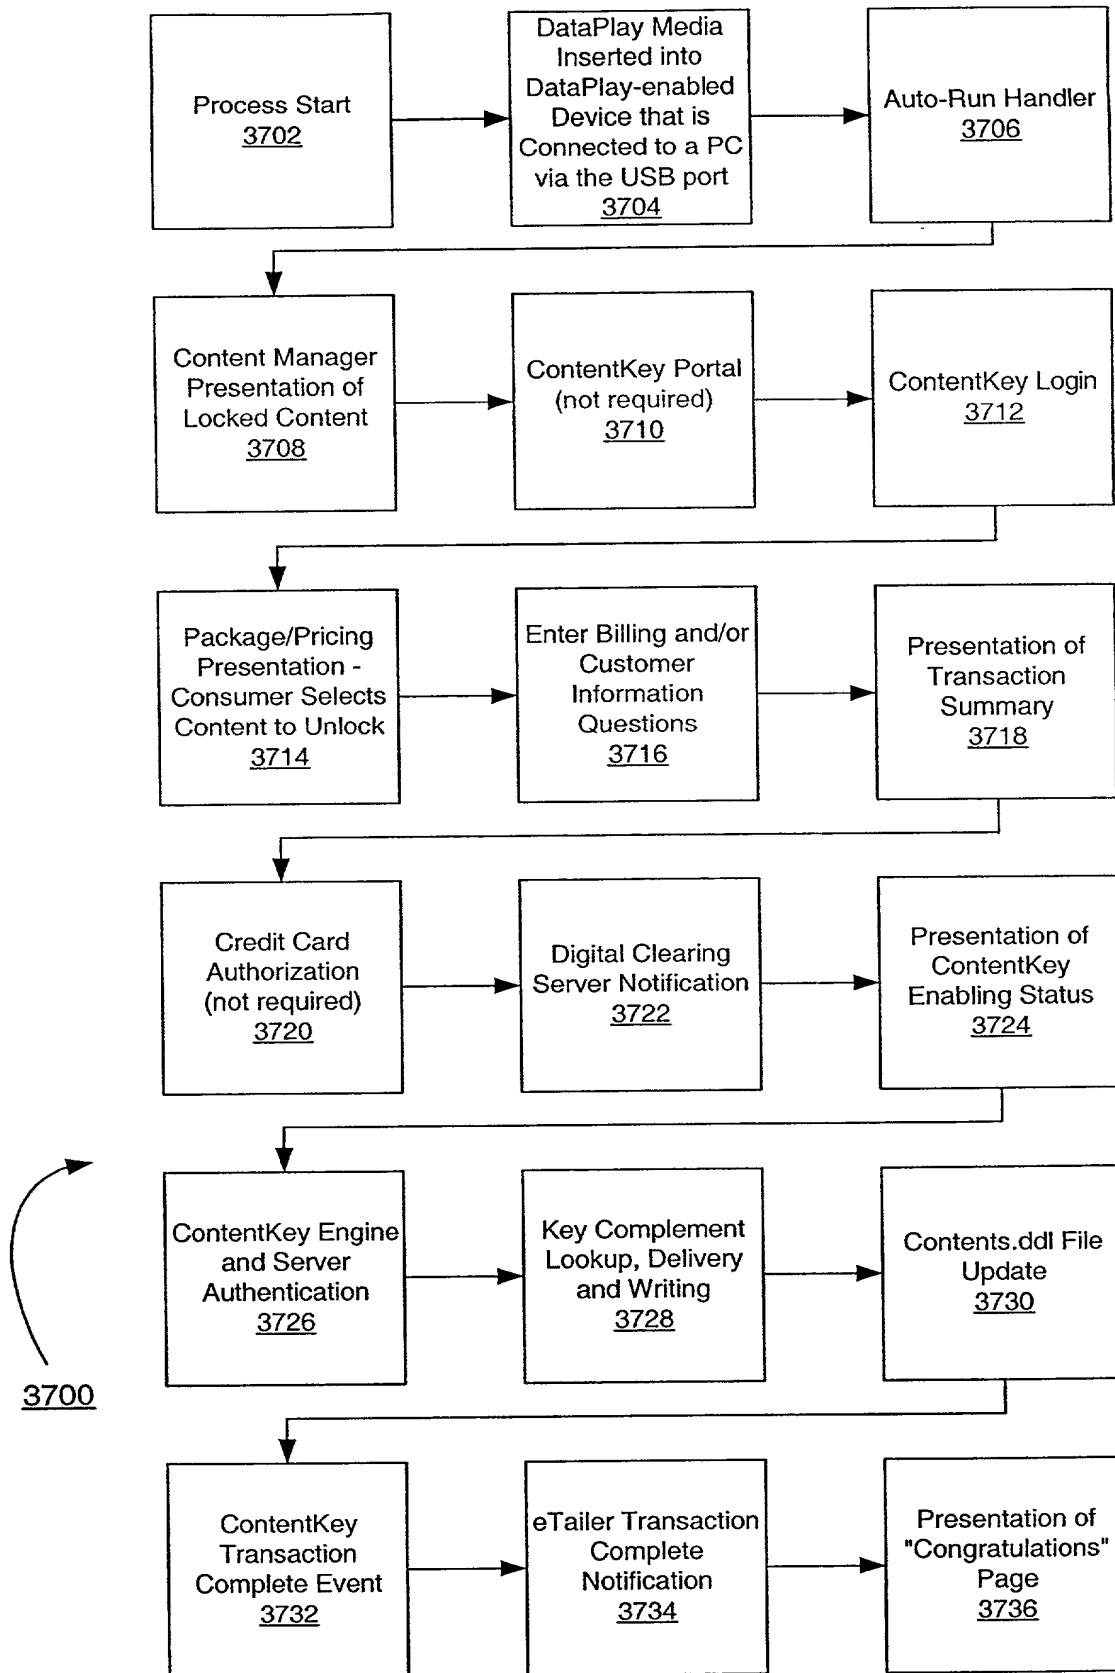 Process Start
3702
DataPlay Media
Inserted into
DataPlay-enabled
Device that is
Connected to a PC
via the USB port
3704
Auto-Run Handler
3706
Content Manager
Presentation of
Locked Content
3708
ContentKey Portal
(not required)
3710
ContentKey Login
3712
Package/Pricing
Presentation -
Consumer Selects
Content to Unlock
3714
Enter Billing and/or
Customer
Information
Questions
3716
Presentation of
Transaction
Summary
3718
Credit Card
Authorization
(not required)
3720
Digital Clearing
Server Notification
3722
Presentation of
ContentKey
Enabling Status
3724
ContentKey Engine
and Server
Authentication
3726
Key Complement
Lookup, Delivery
and Writing
3728
Contents.ddl File
Update
3730
3700
ContentKey
Transaction
Complete Event
3732
eTailer Transaction
Complete
Notification
3734
Presentation of
"Congratulations"
Page
3736